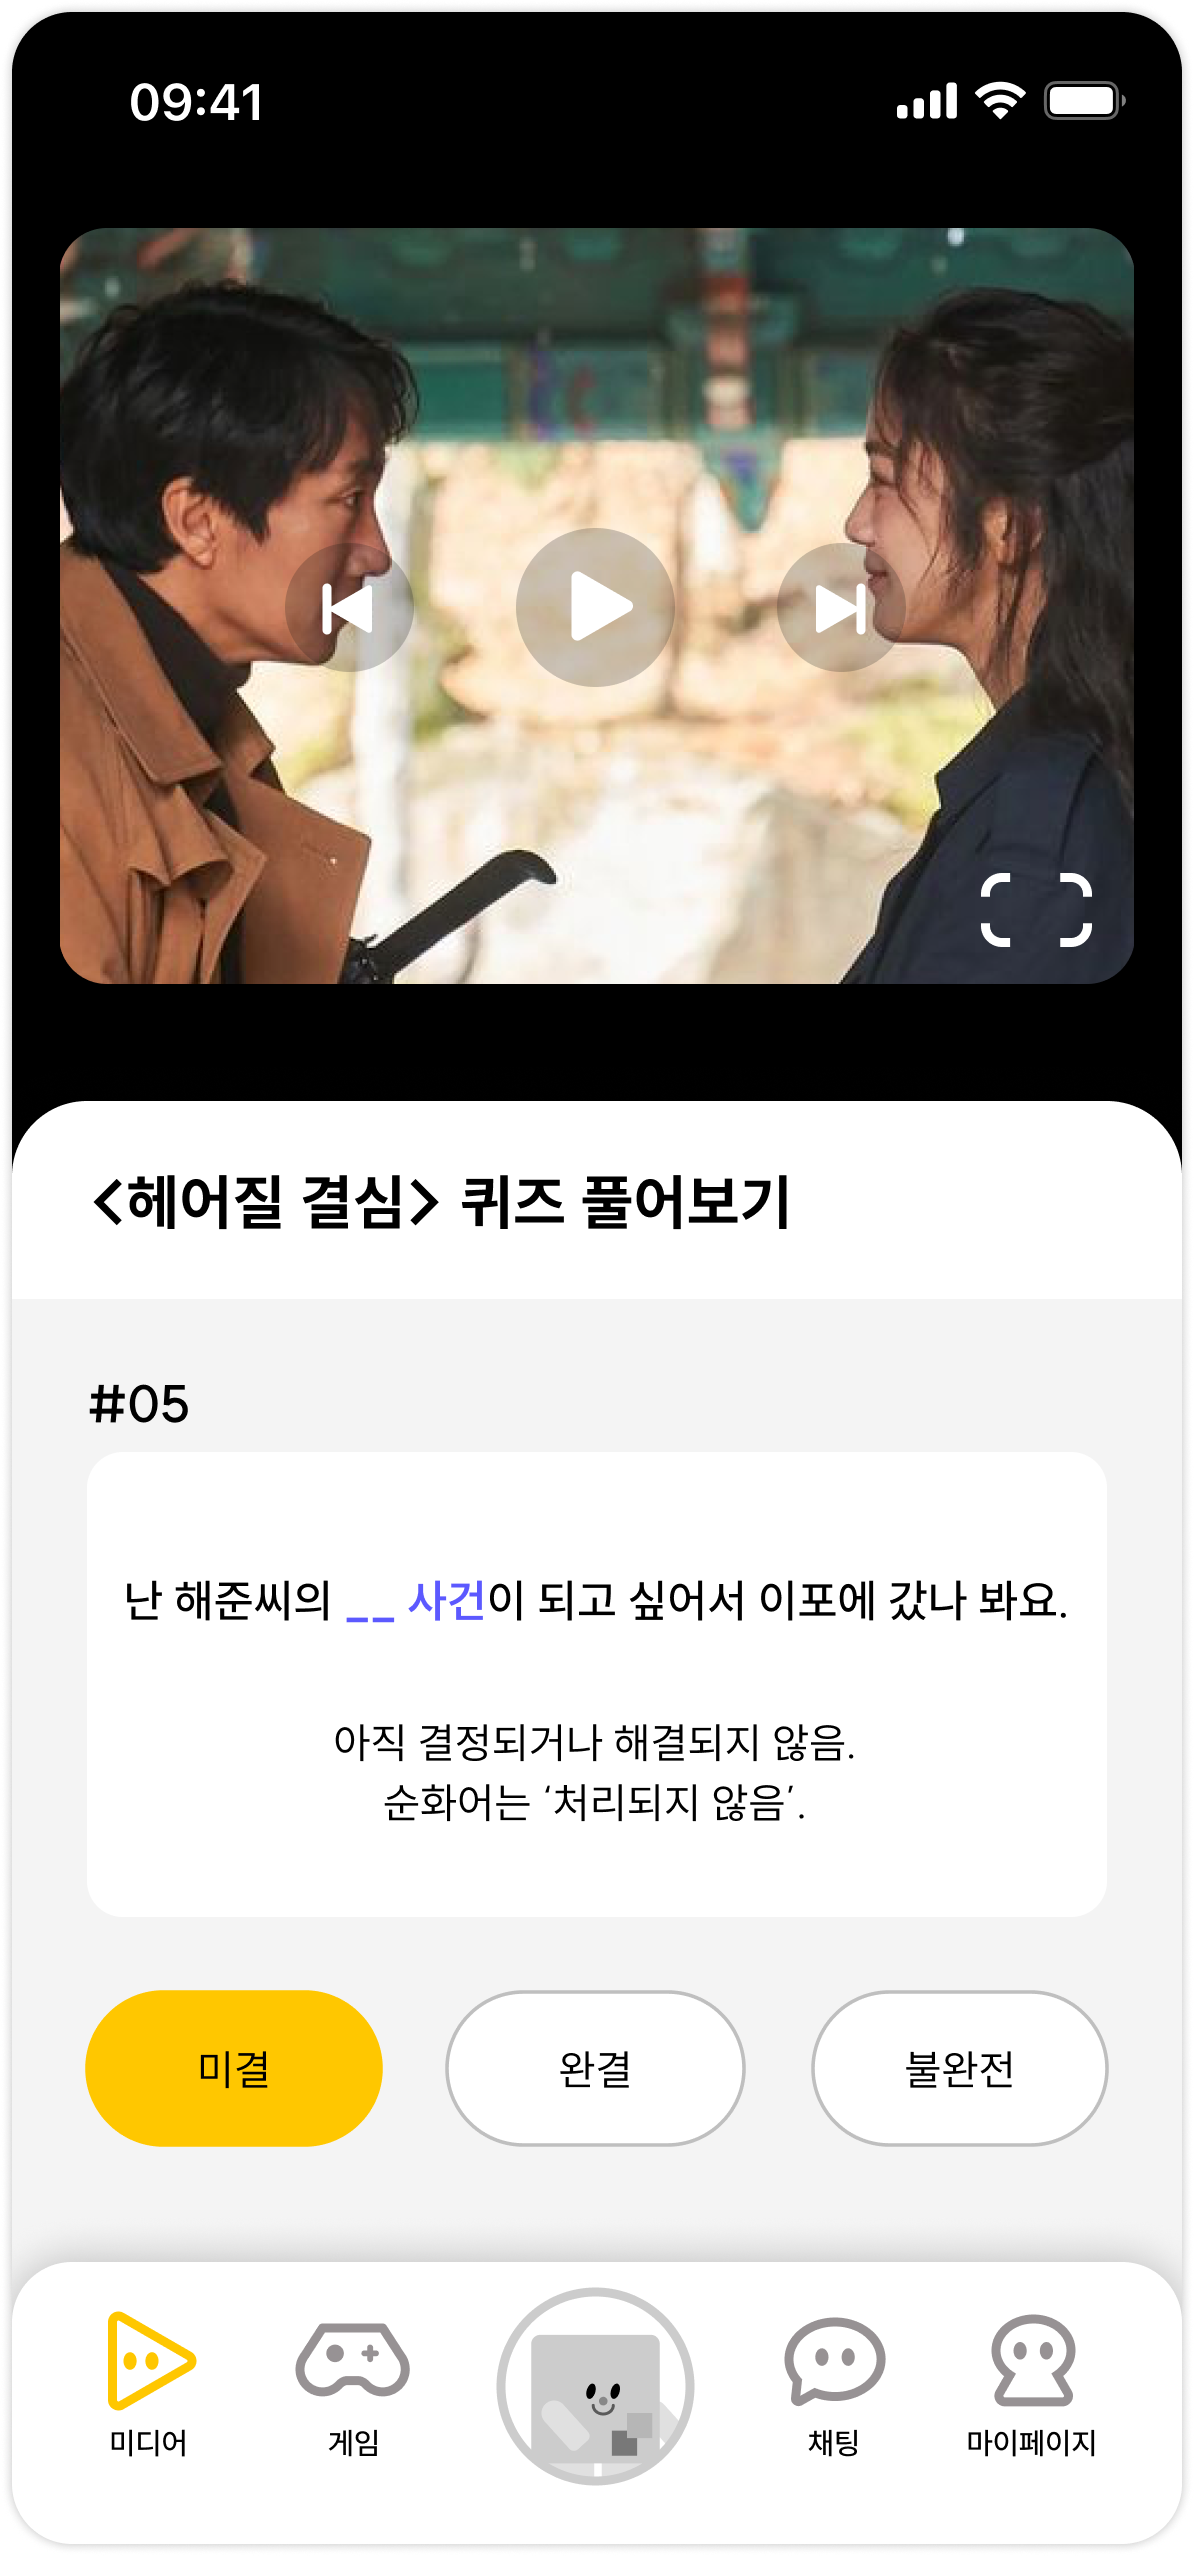 09:41
<헤어질 결심> 퀴즈 풀어보기
#05
난 해준씨의 _ _ 사건이 되고 싶어서 이포에 갔나 봐요.
아직 결정되거나 해결되지 않음.
순화어는 ‘처리되지 않음’.
미결 완결 불완전
미디어 게임 채팅 마이페이지